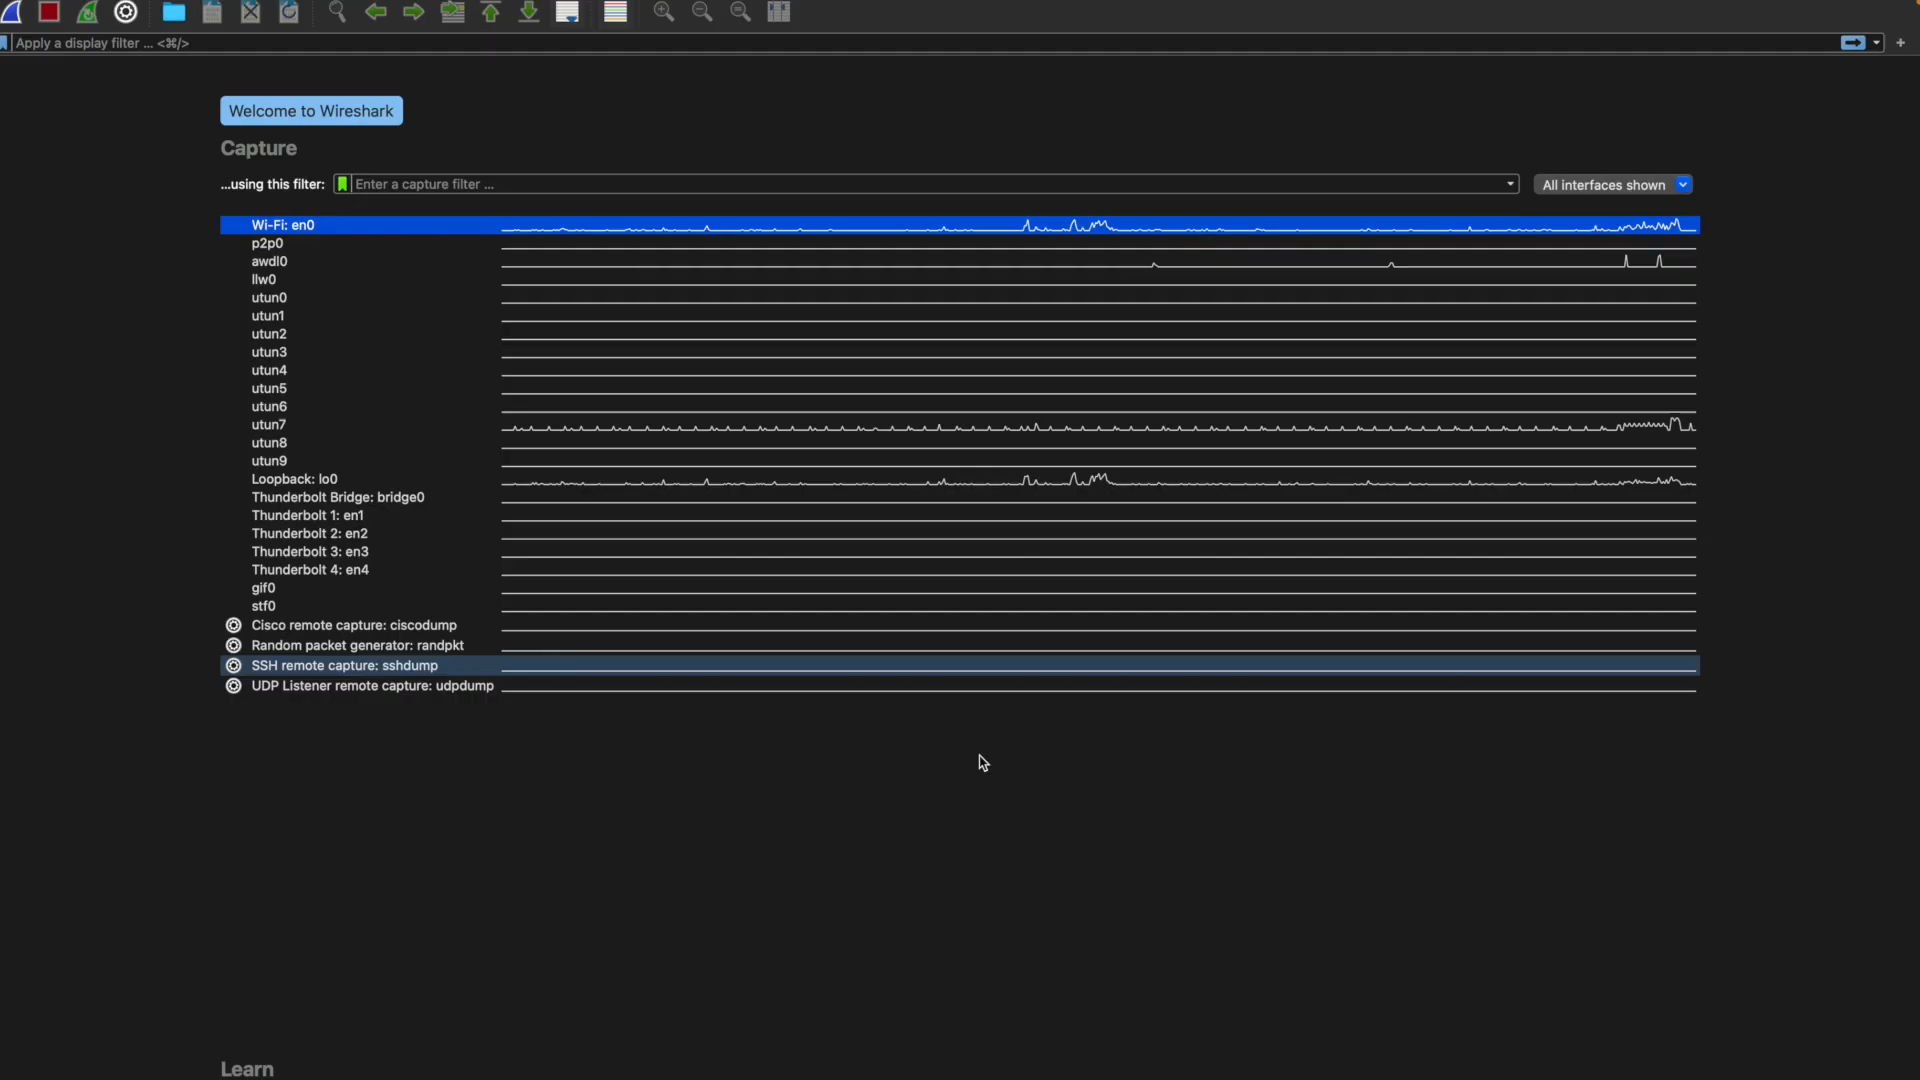 Apply a display filter ... <⌘/>
Welcome to Wireshark
Capture
...using this filter: Enter a capture filter ... All interfaces shown
Wi-Fi: en0
p2p0
awdl0
llw0
utun0
utun1
utun2
utun3
utun4
utun5
utun6
utun7
utun8
utun9
Loopback: lo0
Thunderbolt Bridge: bridge0
Thunderbolt 1: en1
Thunderbolt 2: en2
Thunderbolt 3: en3
Thunderbolt 4: en4
gif0
stf0
Cisco remote capture: ciscodump
Random packet generator: randpkt
SSH remote capture: sshdump
UDP Listener remote capture: udpdump
Learn